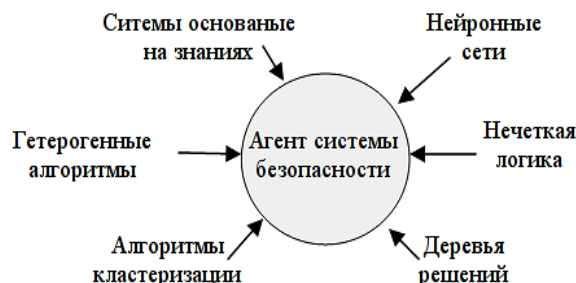 Ситемы основаные
на знаниях
Нейронные
сети
Гетерогенные
алгоритмы
Агент системы
безопасности
Нечеткая
логика
Алгоритмы
кластеризации
Деревья
решений